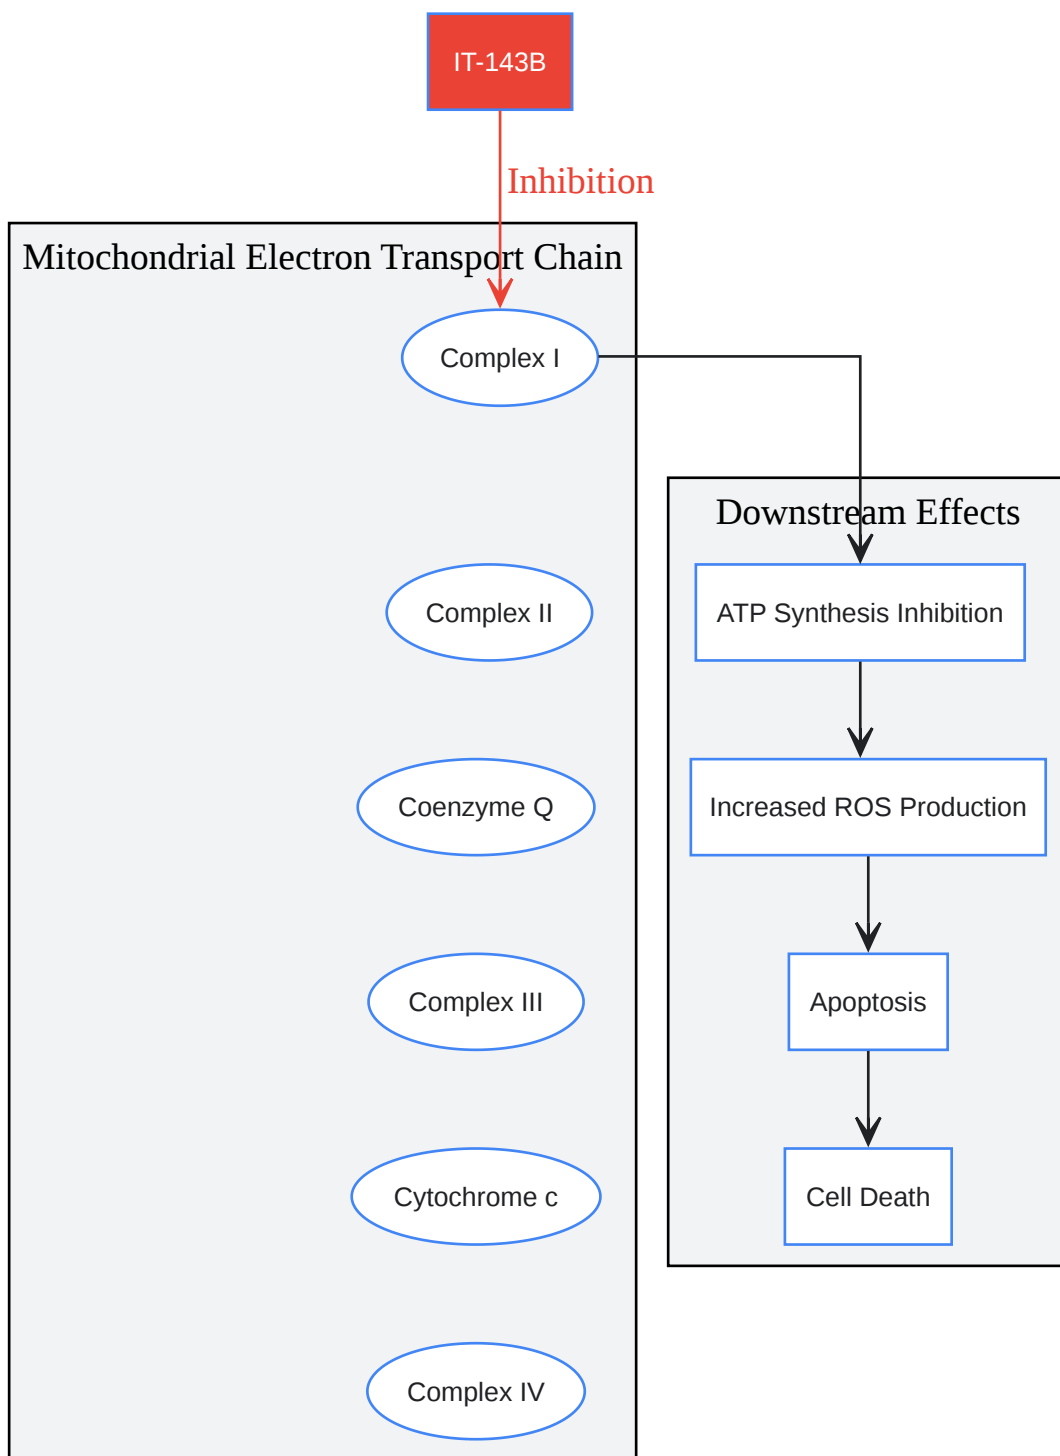 IT-143B
Inhibition
Mitochondrial Electron Transport Chain
Complex I
Complex II
Coenzyme Q
Complex III
Cytochrome c
Complex IV
Downstream Effects
ATP Synthesis Inhibition
Increased ROS Production
Apoptosis
Cell Death